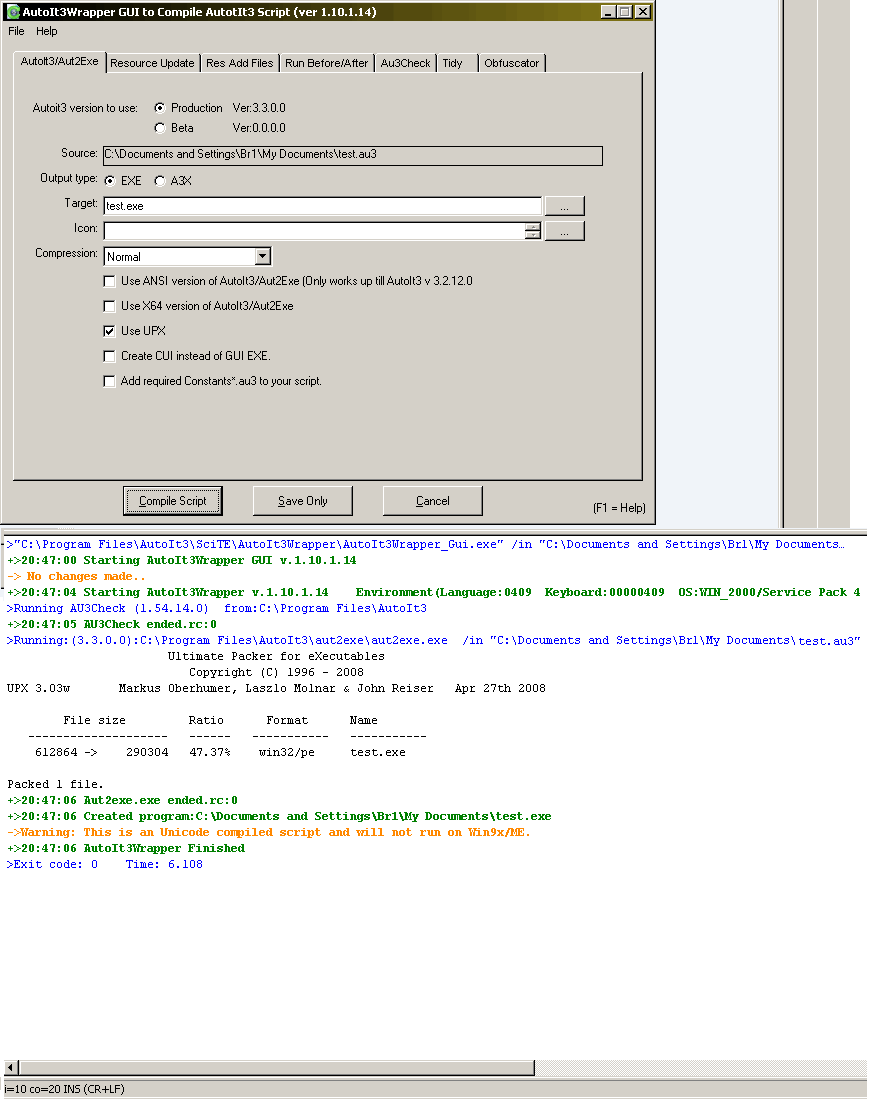 AutoIt3Wrapper GUI to Compile AutotIt3 Script (ver 1.10.1.14)
File Help
AutoIt3/Aut2Exe Resource Update Res Add Files Run Before/After Au3Check Tidy Obfuscator
Autoit3 version to use: Production Ver:3.3.0.0
Beta Ver:0.0.0.0
Source: C:\Documents and Settings\Br1\My Documents\test.au3
Output type: EXE A3X
Target: test.exe ...
Icon: ...
Compression: Normal
Use ANSI version of AutoIt3/Aut2Exe (Only works up till AutoIt3 v 3.2.12.0
Use X64 version of AutoIt3/Aut2Exe
Use UPX
Create CUI instead of GUI EXE.
Add required Constants*.au3 to your script.
Compile Script Save Only Cancel (F1 = Help)
>"C:\Program Files\AutoIt3\SciTE\AutoIt3Wrapper\AutoIt3Wrapper_Gui.exe" /in "C:\Documents and Settings\Br1\My Documents…
+>20:47:00 Starting AutoIt3Wrapper GUI v.1.10.1.14
-> No changes made..
+>20:47:04 Starting AutoIt3Wrapper v.1.10.1.14 Environment(Language:0409 Keyboard:00000409 OS:WIN_2000/Service Pack 4
>Running AU3Check (1.54.14.0) from:C:\Program Files\AutoIt3
+>20:47:05 AU3Check ended.rc:0
>Running:(3.3.0.0):C:\Program Files\AutoIt3\aut2exe\aut2exe.exe /in "C:\Documents and Settings\Br1\My Documents\test.au3"
Ultimate Packer for eXecutables
Copyright (C) 1996 - 2008
UPX 3.03w Markus Oberhumer, Laszlo Molnar & John Reiser Apr 27th 2008
File size Ratio Format Name
-------------------- ------ ----------- -----------
612864 -> 290304 47.37% win32/pe test.exe
Packed 1 file.
+>20:47:06 Aut2exe.exe ended.rc:0
+>20:47:06 Created program:C:\Documents and Settings\Br1\My Documents\test.exe
->Warning: This is an Unicode compiled script and will not run on Win9x/ME.
+>20:47:06 AutoIt3Wrapper Finished
>Exit code: 0 Time: 6.108
i=10 co=20 INS (CR+LF)